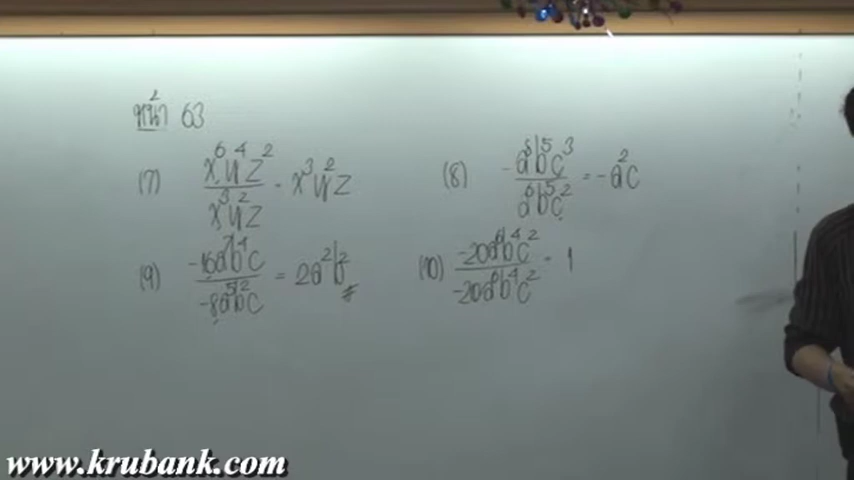 หน้า 63
(7) x⁶y⁴z² / x³y²z = x³y²z
(8) -a⁸b⁵c³ / a⁶b⁵c² = -a²c
(9) -16a⁷b⁴c / -8a⁵b²c = 2a²b²
(10) -20a⁶b⁴c² / -20a⁶b⁴c² = 1
www.krubank.com